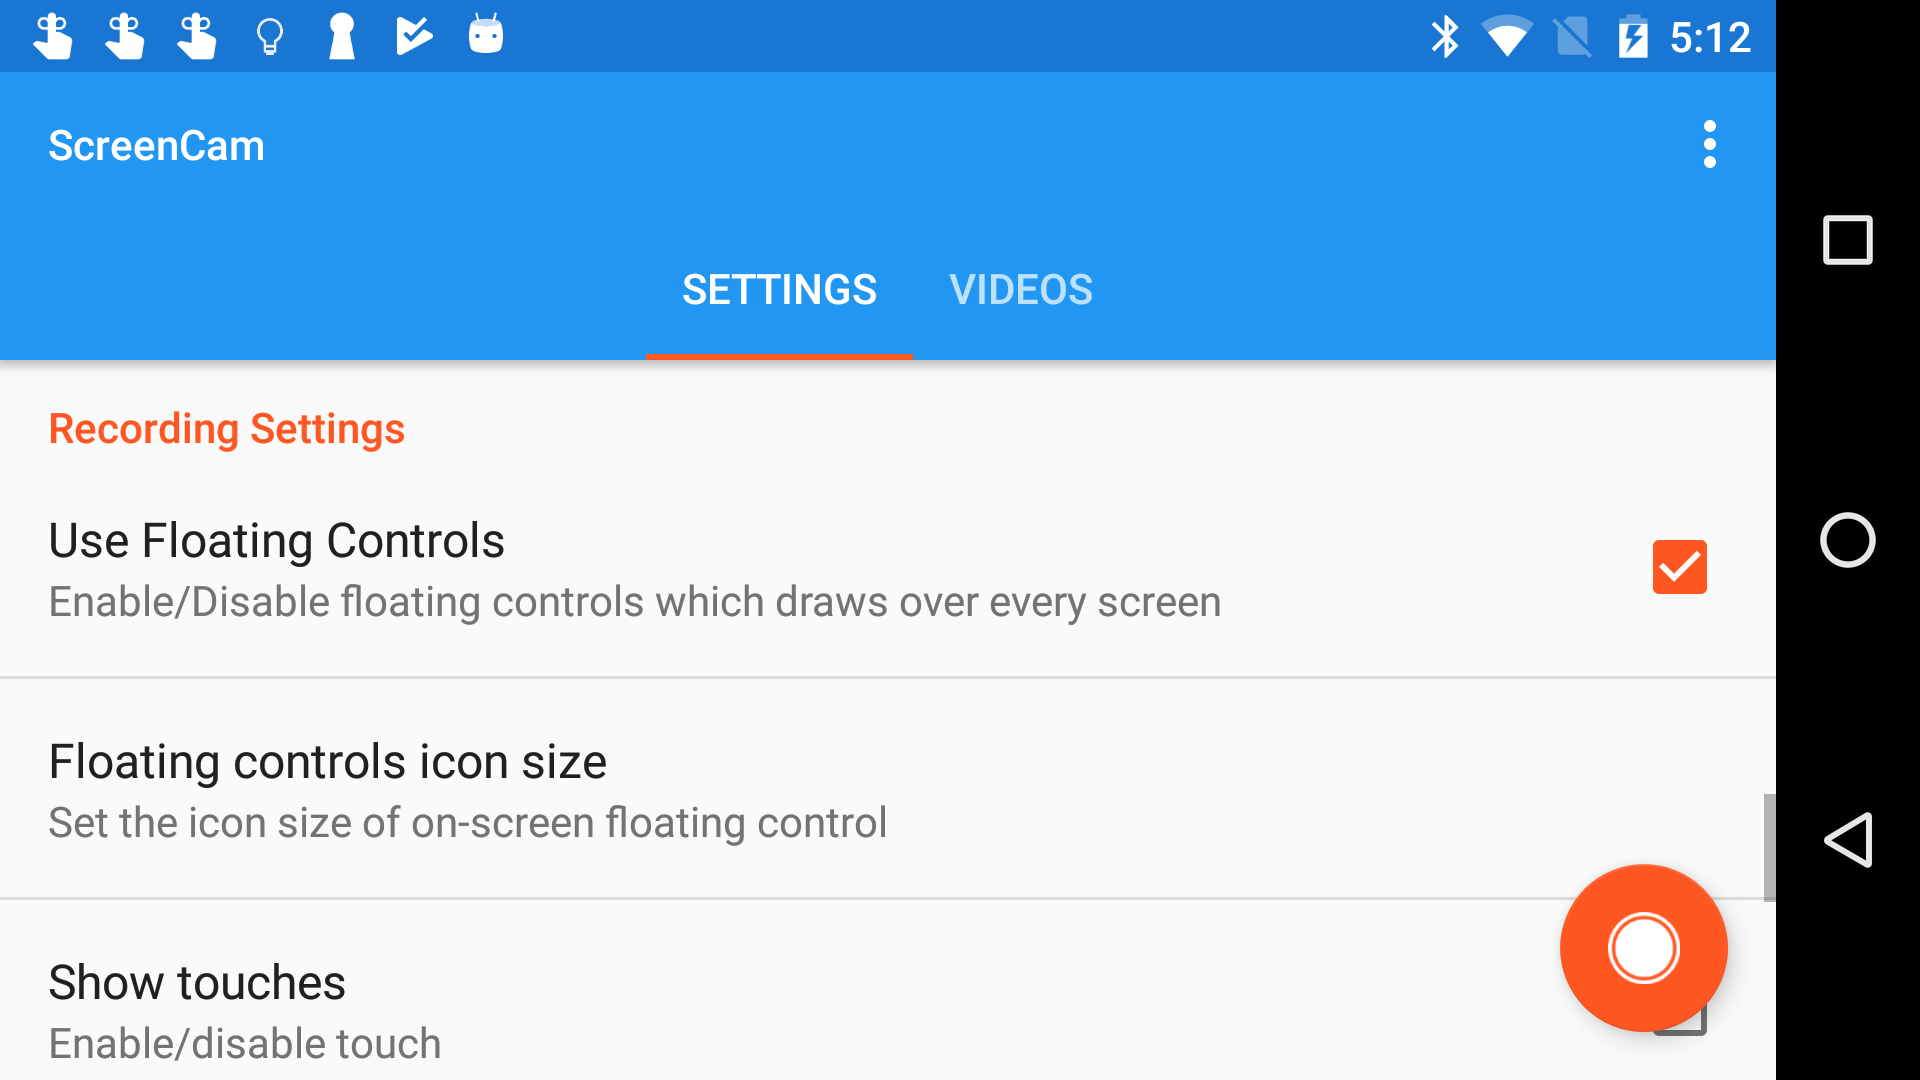 5:12
ScreenCam
SETTINGS VIDEOS
Recording Settings
Use Floating Controls
Enable/Disable floating controls which draws over every screen
Floating controls icon size
Set the icon size of on-screen floating control
Show touches
Enable/disable touch